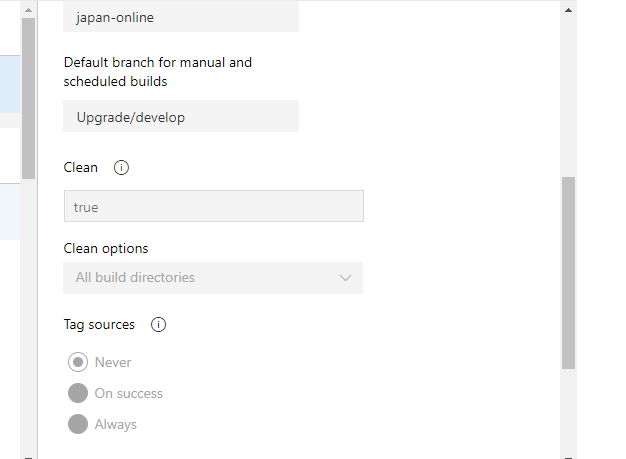 japan-online
Default branch for manual and
scheduled builds
Upgrade/develop
Clean
true
Clean options
All build directories
Tag sources
Never
On success
Always